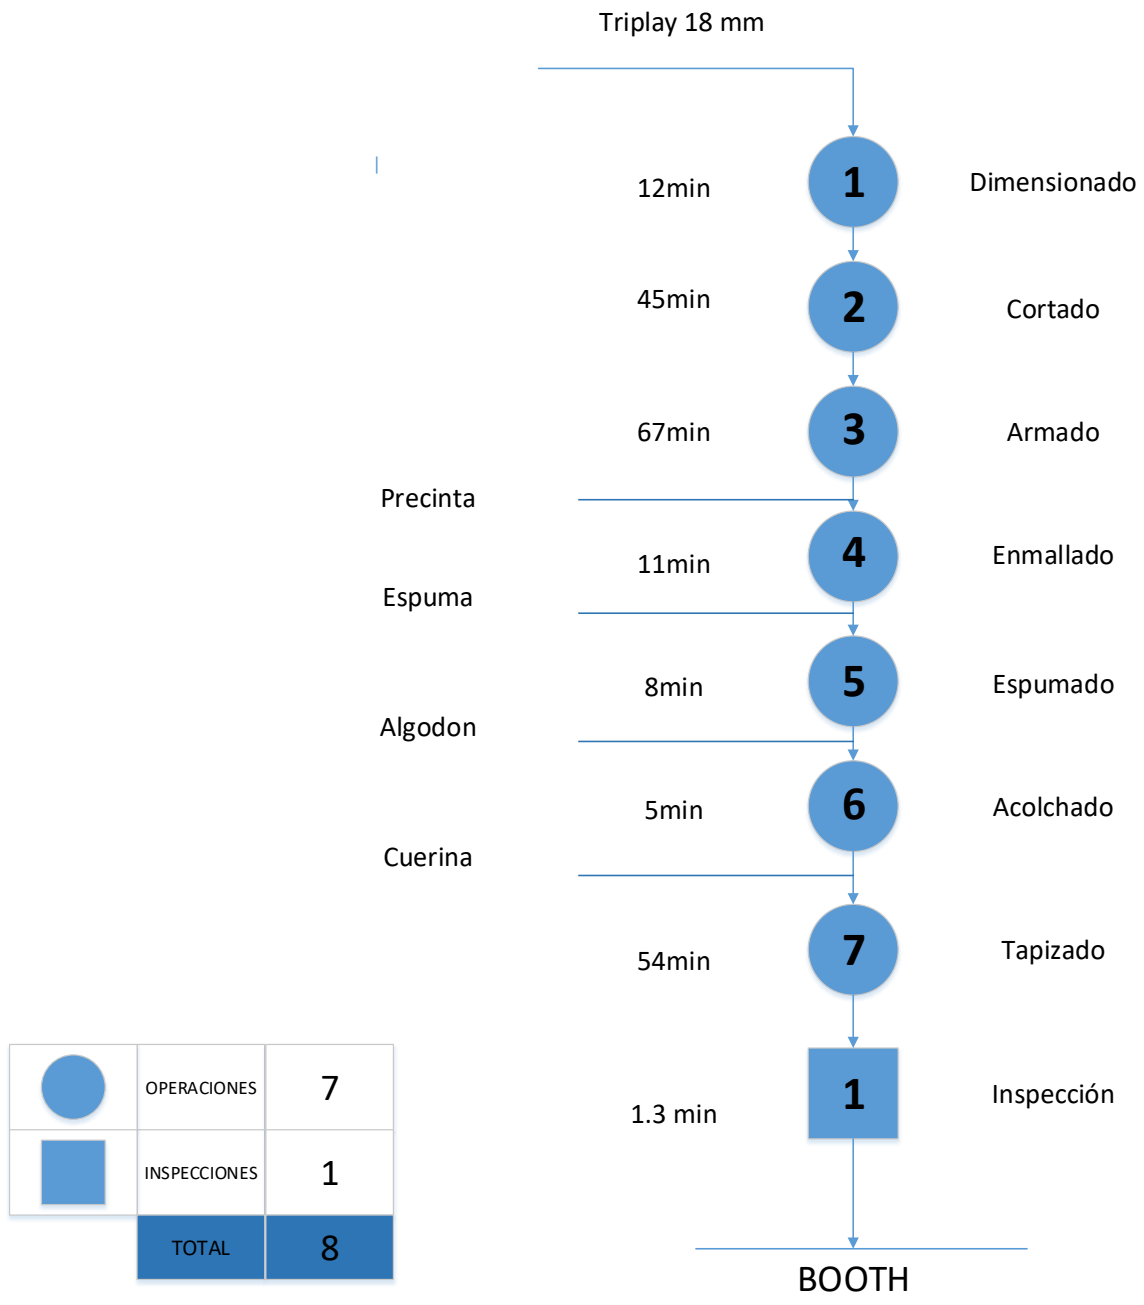 Triplay 18 mm
12min 1 Dimensionado
45min 2 Cortado
67min 3 Armado
Precinta
11min 4 Enmallado
Espuma
8min 5 Espumado
Algodon
5min 6 Acolchado
Cuerina
54min 7 Tapizado
1.3 min 1 Inspección
OPERACIONES 7
INSPECCIONES 1
TOTAL 8
BOOTH